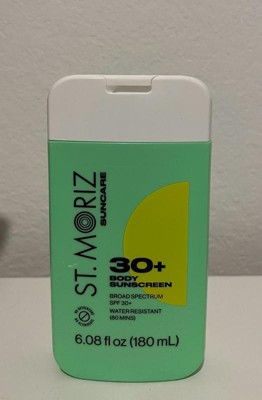 ST. MORIZ
SUNCARE
30+
BODY
SUNSCREEN
BROAD SPECTRUM
SPF 30+
WATER RESISTANT
(80 MINS)
6.08 fl oz (180 mL)